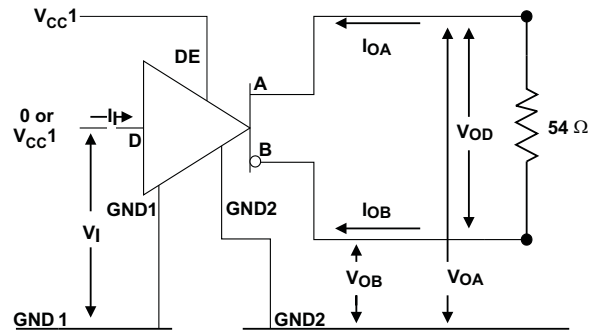 VCC1
DE
IOA
A
II
0 or
VCC1
D
VOD
54 Ω
B
GND1
GND2
IOB
VI
VOB
VOA
GND 1
GND2